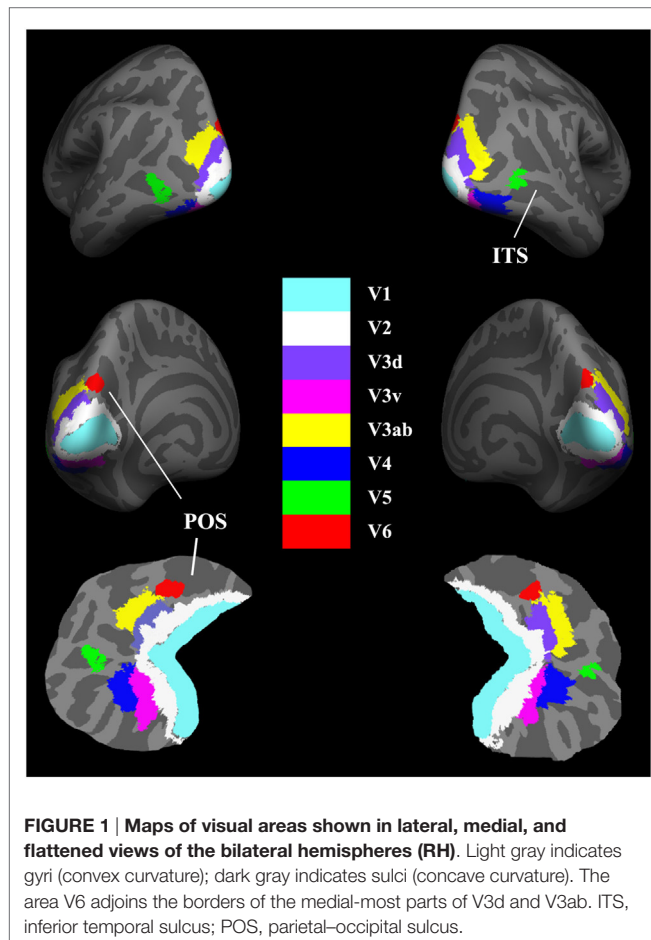 ITS
V1
V2
V3d
V3v
V3ab
V4
V5
V6
POS
FIGURE 1 | Maps of visual areas shown in lateral, medial, and
flattened views of the bilateral hemispheres (RH). Light gray indicates
gyri (convex curvature); dark gray indicates sulci (concave curvature). The
area V6 adjoins the borders of the medial-most parts of V3d and V3ab. ITS,
inferior temporal sulcus; POS, parietal–occipital sulcus.